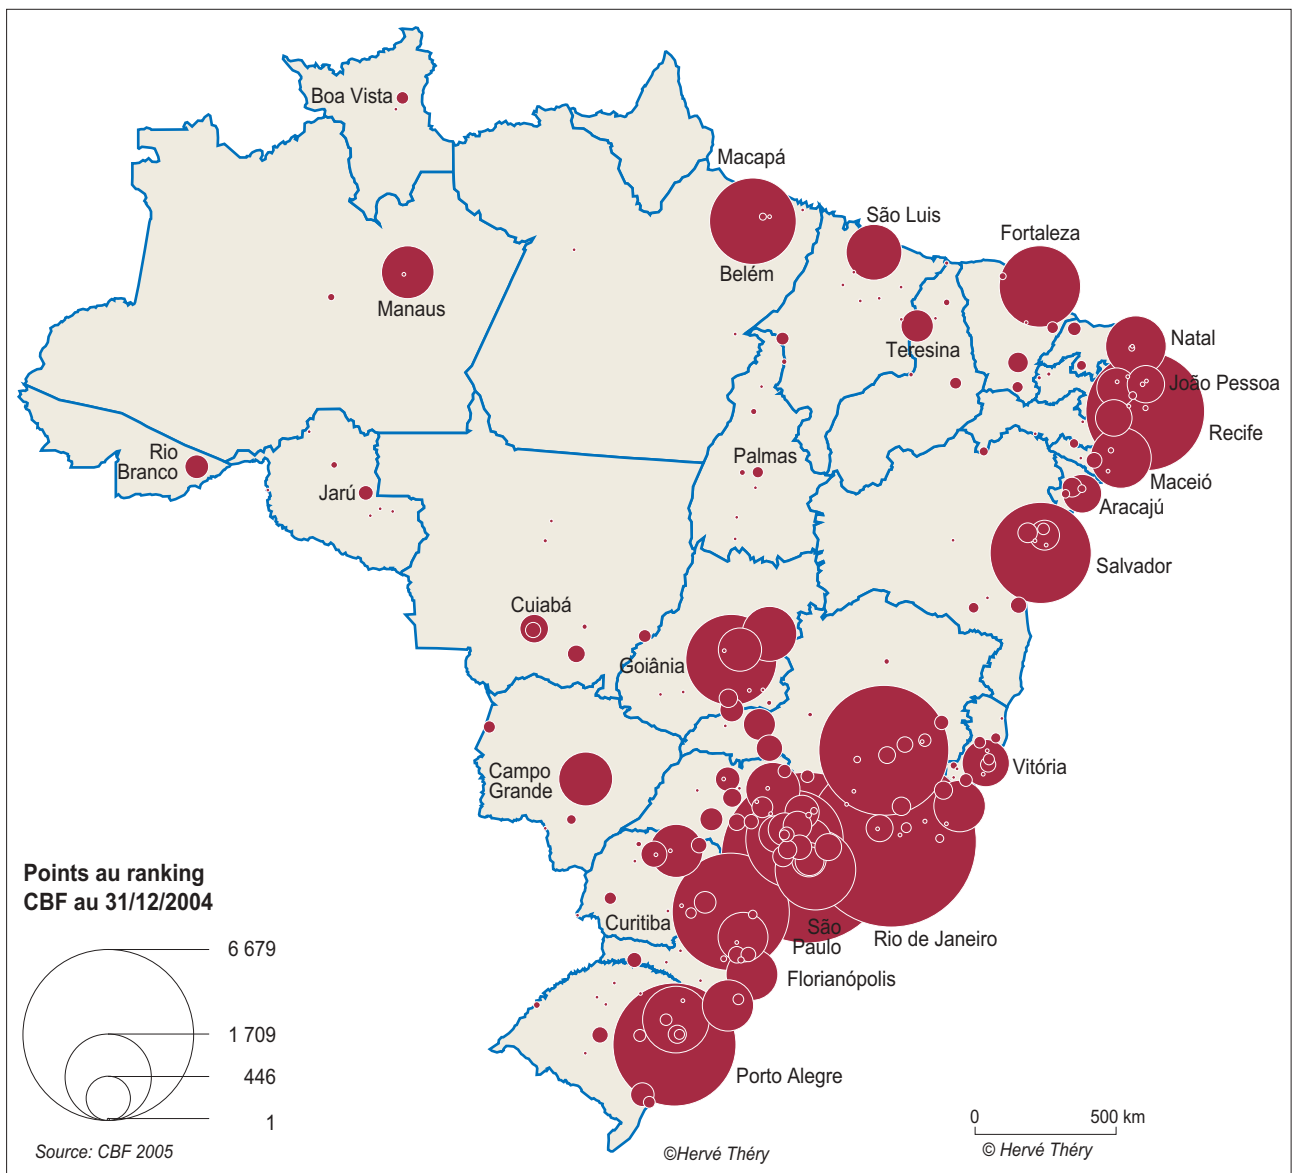 Boa Vista
Macapá
São Luis
Fortaleza
Belém
Manaus
Natal
Teresina
João Pessoa
Recife
Rio
Branco
Palmas
Maceió
Jarú
Aracajú
Salvador
Cuiabá
Goiânia
Campo
Grande
Vitória
Curitiba
São
Paulo
Rio de Janeiro
Florianópolis
Porto Alegre
Points au ranking
CBF au 31/12/2004
6 679
1 709
446
1
Source: CBF 2005
©Hervé Théry
0
500 km
© Hervé Théry